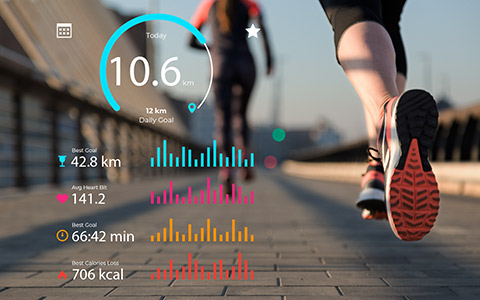 Today
10.6 km
12 km
Daily Goal
Best Goal
42.8 km
Avg Heart Bit
141.2
Best Goal
66:42 min
Best Calories Loss
706 kcal